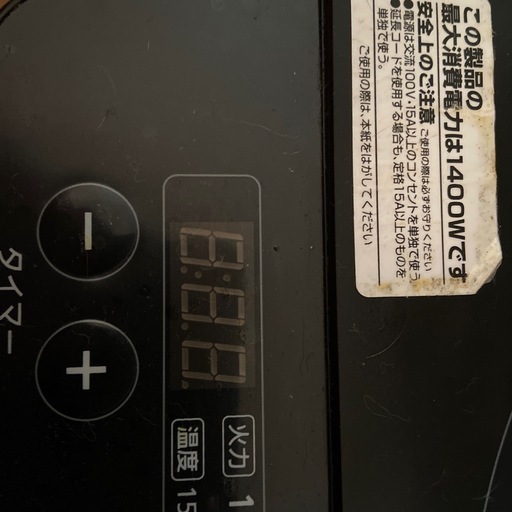 この製品の
最大消費電力は1400Wです
安全上のご注意 ご使用の際は必ずお守りください
●電源は交流100V・15A以上のコンセントを単独で使う
●延長コードを使用する場合も、定格15A以上のものを
単独で使う。
ご使用の際は、本紙をはがしてください
8:8.8
火力 1
温度 15
－
＋
タイマー